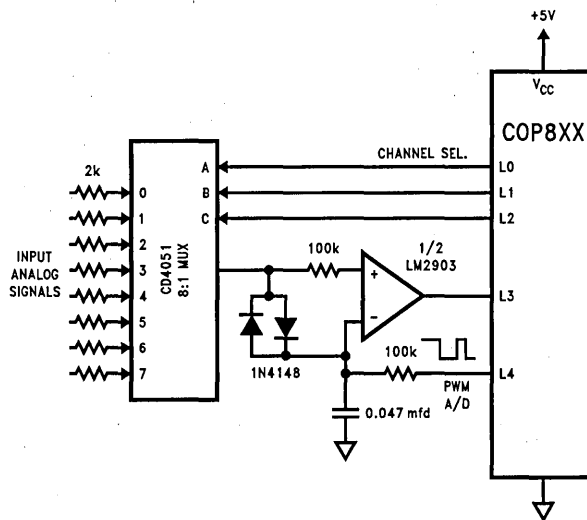 +5V
VCC
COP8XX
CHANNEL SEL.
A
B
C
L0
L1
L2
2k
0
1
2
3
4
5
6
7
INPUT
ANALOG
SIGNALS
CD4051
8:1 MUX
100k
1/2
LM2903
+
−
L3
1N4148
100k
L4
PWM
A/D
0.047 mfd